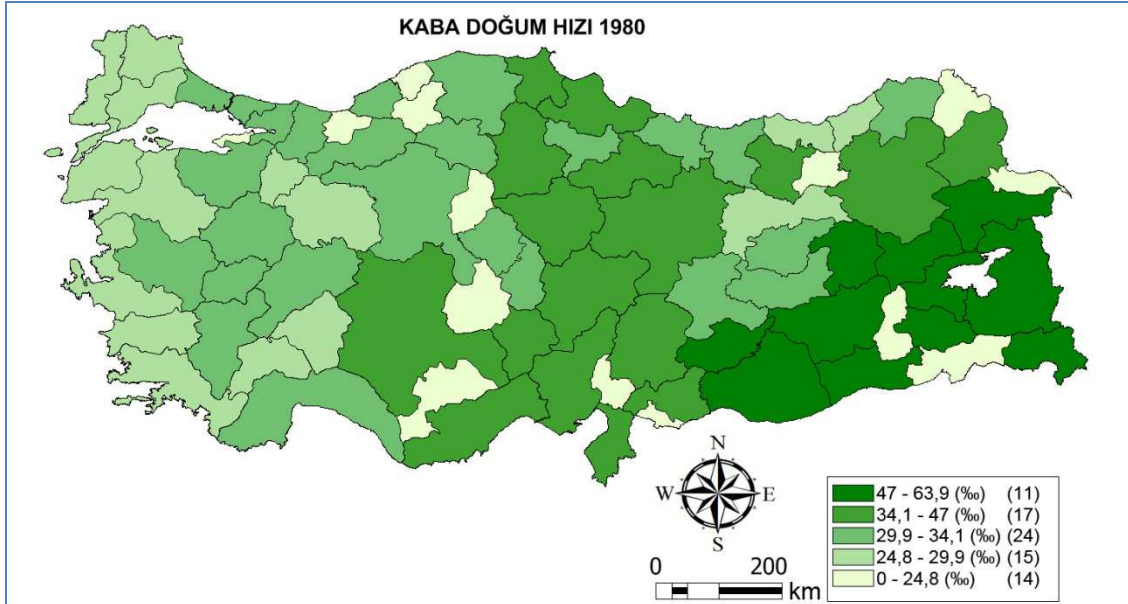 KABA DOĞUM HIZI 1980
N
W E
S
0 200
km
47 - 63,9 (‰) (11)
34,1 - 47 (‰) (17)
29,9 - 34,1 (‰) (24)
24,8 - 29,9 (‰) (15)
0 - 24,8 (‰) (14)